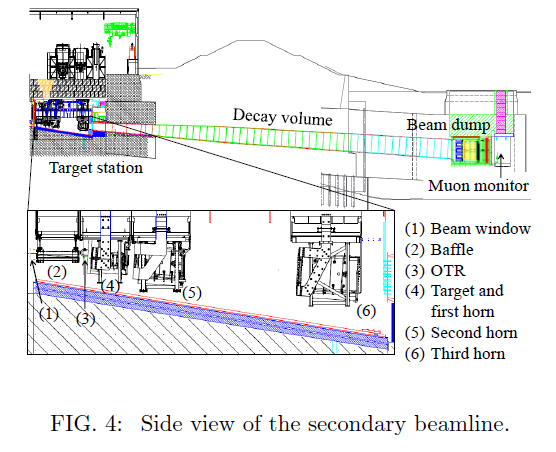 Decay volume
Beam dump
Target station
Muon monitor
(1) Beam window
(2) Baffle
(3) OTR
(4) Target and
first horn
(5) Second horn
(6) Third horn
(2)
(4)
(5)
(6)
(1)
(3)
FIG. 4: Side view of the secondary beamline.